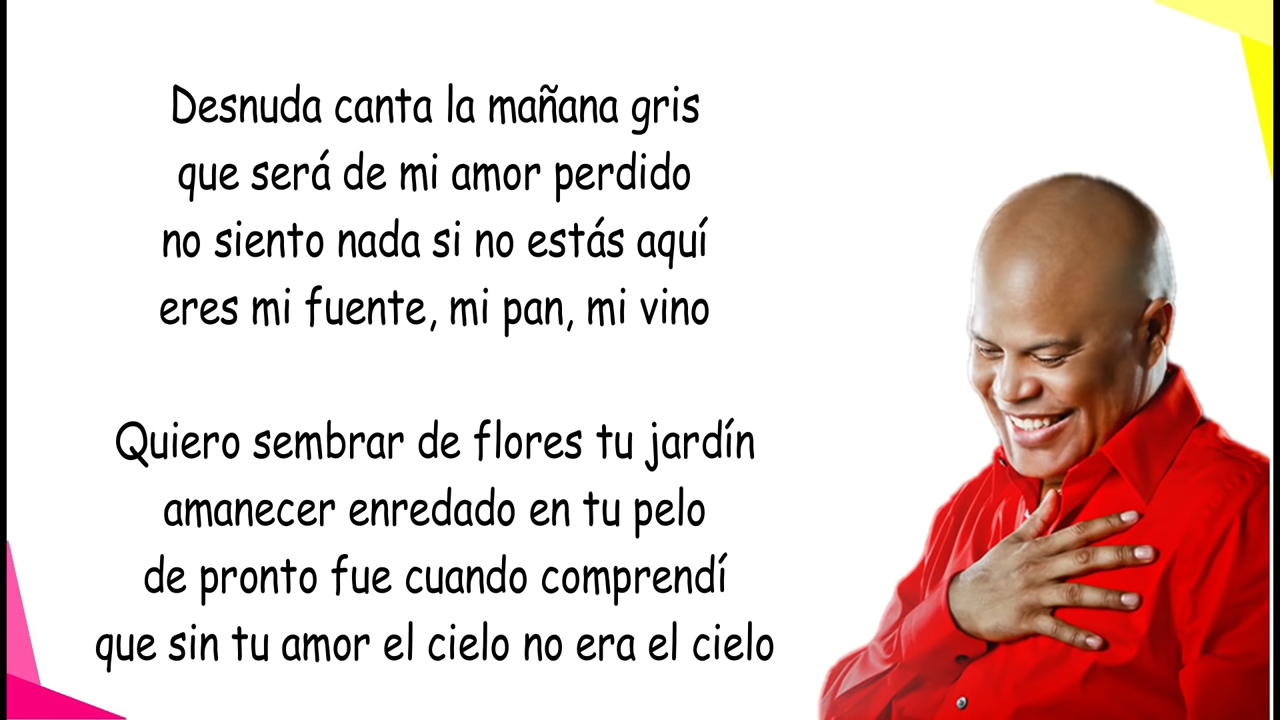 Desnuda canta la mañana gris
que será de mi amor perdido
no siento nada si no estás aquí
eres mi fuente, mi pan, mi vino
Quiero sembrar de flores tu jardín
amanecer enredado en tu pelo
de pronto fue cuando comprendí
que sin tu amor el cielo no era el cielo